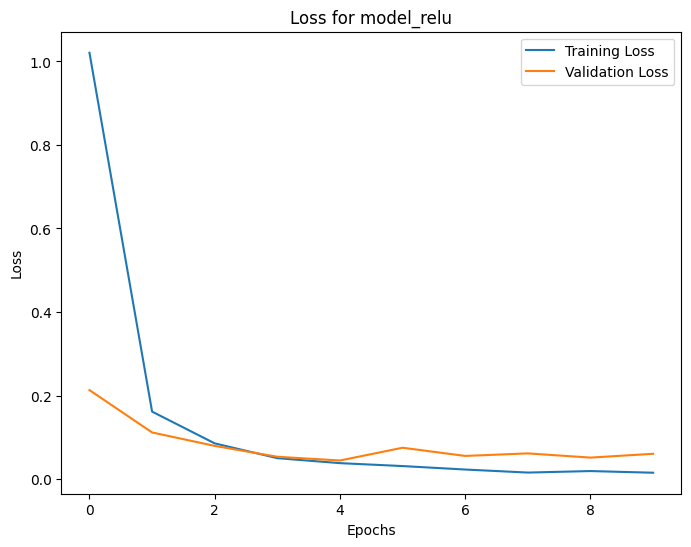 Loss for model_relu
Training Loss
Validation Loss
1.0
0.8
0.6
0.4
0.2
0.0
Loss
0 2 4 6 8
Epochs